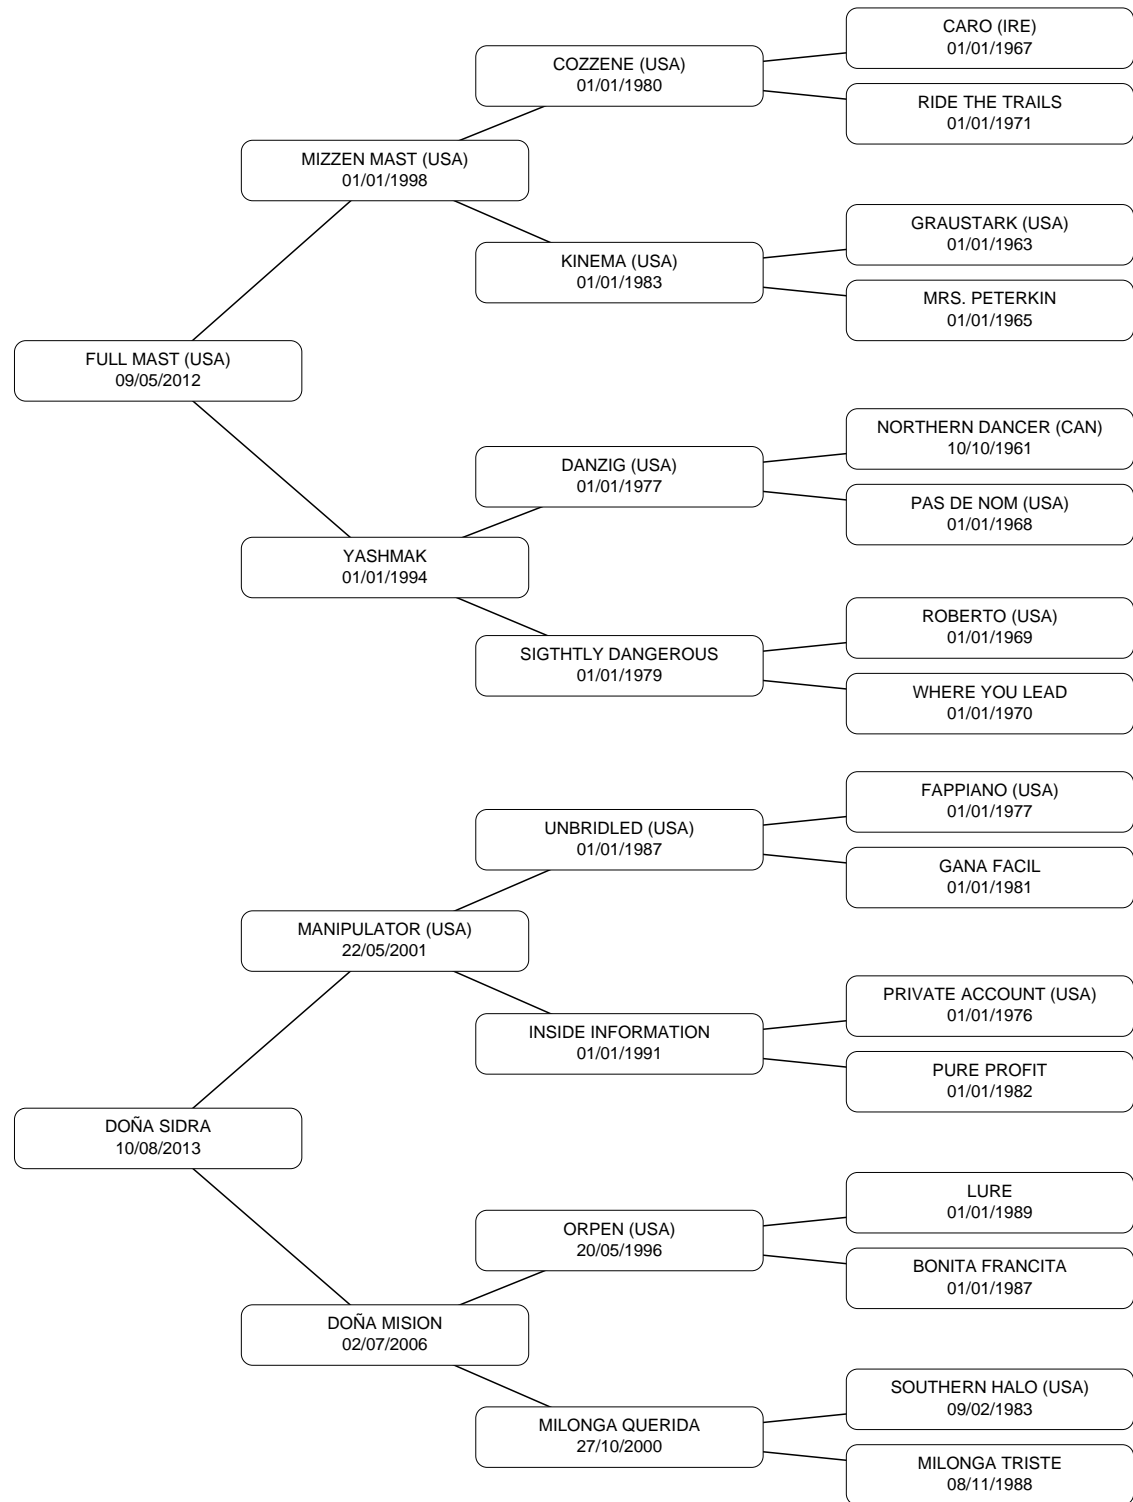 CARO (IRE)
01/01/1967
COZZENE (USA)
01/01/1980
RIDE THE TRAILS
01/01/1971
MIZZEN MAST (USA)
01/01/1998
GRAUSTARK (USA)
01/01/1963
KINEMA (USA)
01/01/1983
MRS. PETERKIN
01/01/1965
FULL MAST (USA)
09/05/2012
NORTHERN DANCER (CAN)
10/10/1961
DANZIG (USA)
01/01/1977
PAS DE NOM (USA)
01/01/1968
YASHMAK
01/01/1994
ROBERTO (USA)
01/01/1969
SIGTHTLY DANGEROUS
01/01/1979
WHERE YOU LEAD
01/01/1970
FAPPIANO (USA)
01/01/1977
UNBRIDLED (USA)
01/01/1987
GANA FACIL
01/01/1981
MANIPULATOR (USA)
22/05/2001
PRIVATE ACCOUNT (USA)
01/01/1976
INSIDE INFORMATION
01/01/1991
PURE PROFIT
01/01/1982
DOÑA SIDRA
10/08/2013
LURE
01/01/1989
ORPEN (USA)
20/05/1996
BONITA FRANCITA
01/01/1987
DOÑA MISION
02/07/2006
SOUTHERN HALO (USA)
09/02/1983
MILONGA QUERIDA
27/10/2000
MILONGA TRISTE
08/11/1988